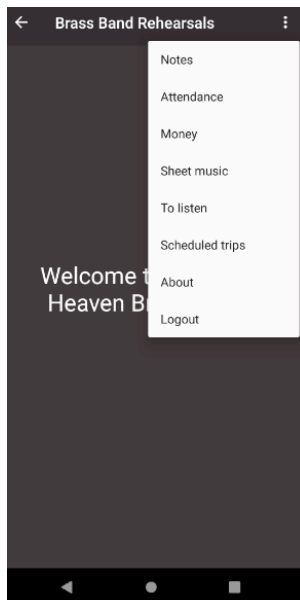 Brass Band Rehearsals
Notes
Attendance
Money
Sheet music
To listen
Scheduled trips
About
Logout
Welcome
Heaven